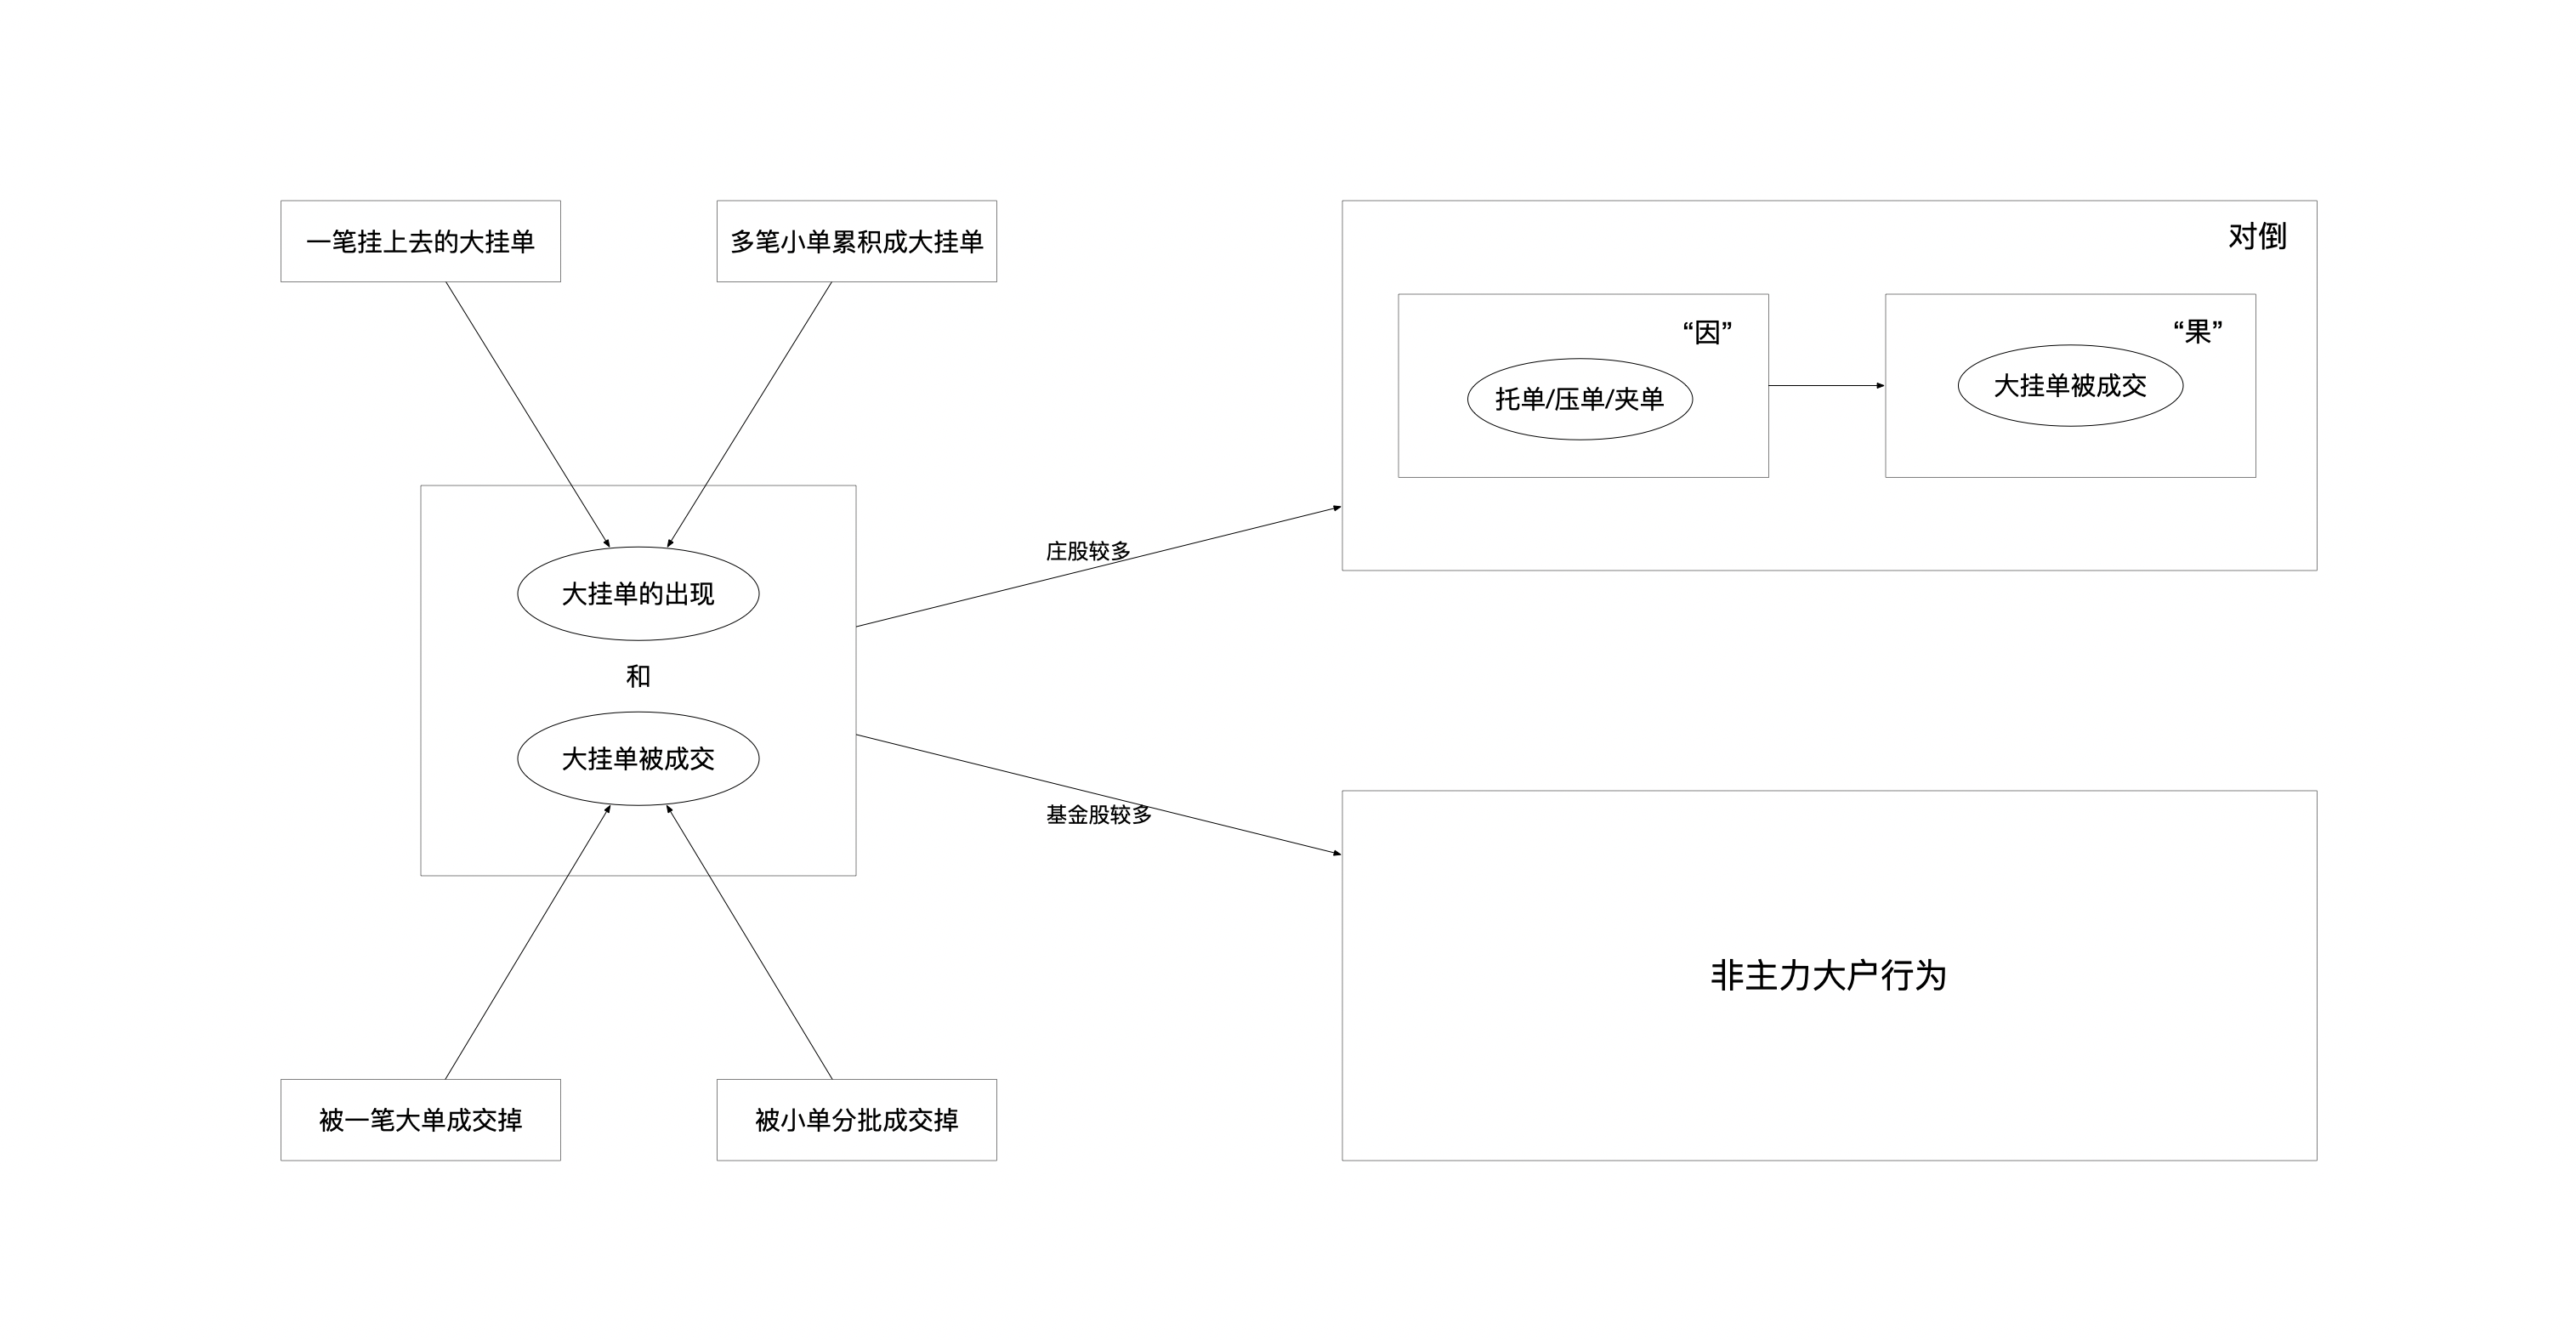 一笔挂上去的大挂单
多笔小单累积成大挂单
大挂单的出现
和
大挂单被成交
被一笔大单成交掉
被小单分批成交掉
庄股较多
基金股较多
对倒
“因”
托单/压单/夹单
“果”
大挂单被成交
非主力大户行为